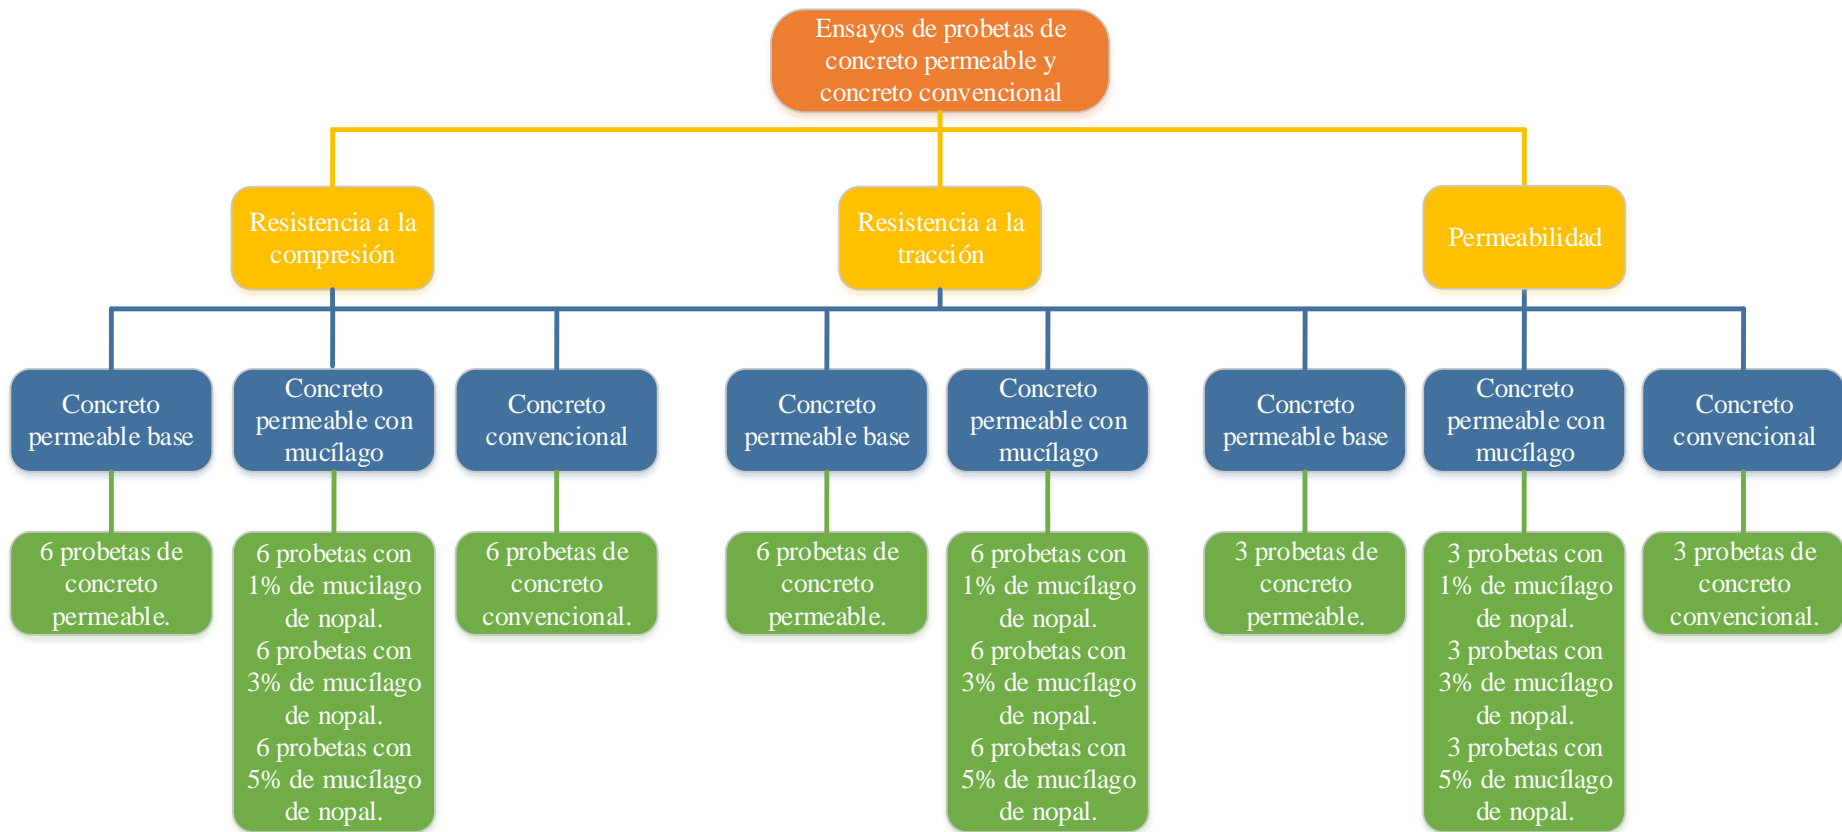 Ensayos de probetas de
concreto permeable y
concreto convencional
Resistencia a la
compresión
Resistencia a la
tracción
Permeabilidad
Concreto
permeable base
Concreto
permeable con
mucílago
Concreto
convencional
Concreto
permeable base
Concreto
permeable con
mucílago
Concreto
permeable base
Concreto
permeable con
mucílago
Concreto
convencional
6 probetas de
concreto
permeable.
6 probetas con
1% de mucilago
de nopal.
6 probetas con
3% de mucílago
de nopal.
6 probetas con
5% de mucílago
de nopal.
6 probetas de
concreto
convencional.
6 probetas de
concreto
permeable.
6 probetas con
1% de mucílago
de nopal.
6 probetas con
3% de mucílago
de nopal.
6 probetas con
5% de mucílago
de nopal.
3 probetas de
concreto
permeable.
3 probetas con
1% de mucílago
de nopal.
3 probetas con
3% de mucílago
de nopal.
3 probetas con
5% de mucílago
de nopal.
3 probetas de
concreto
convencional.